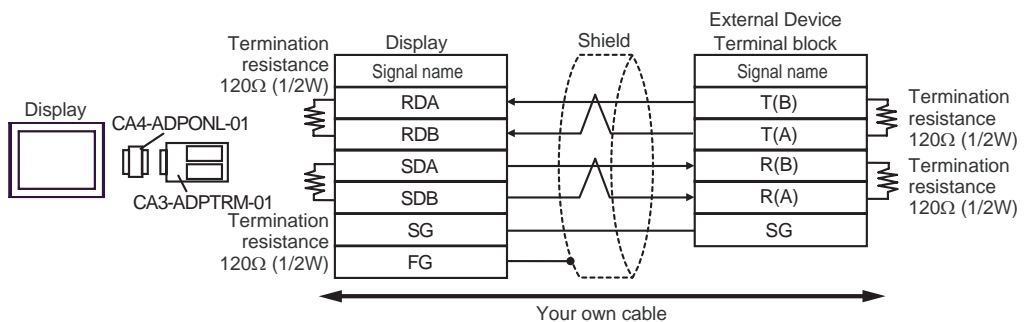 External Device
Termination
resistance
120Ω (1/2W)
Display
Shield
Terminal block
Signal name
Signal name
Display
CA4-ADPONL-01
CA3-ADPTRM-01
RDA
T(B)
RDB
T(A)
SDA
R(B)
SDB
R(A)
SG
SG
FG
Termination
resistance
120Ω (1/2W)
Termination
resistance
120Ω (1/2W)
Termination
resistance
120Ω (1/2W)
Your own cable